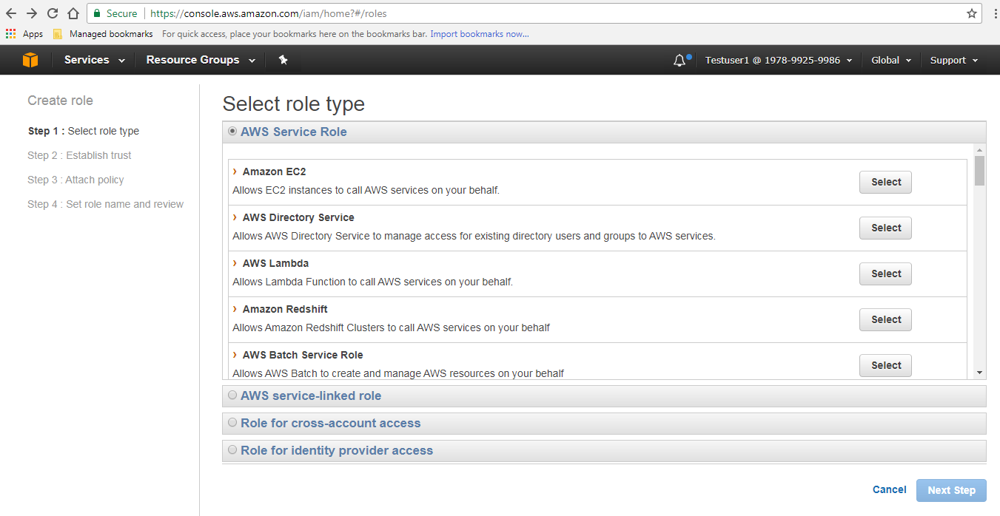 Secure https://console.aws.amazon.com/iam/home?#/roles
Apps Managed bookmarks For quick access, place your bookmarks here on the bookmarks bar. Import bookmarks now...
Services Resource Groups Testuser1 @ 1978-9925-9986 Global Support
Create role
Step 1 : Select role type
Step 2 : Establish trust
Step 3 : Attach policy
Step 4 : Set role name and review
Select role type
AWS Service Role
› Amazon EC2
Allows EC2 instances to call AWS services on your behalf.
Select
› AWS Directory Service
Allows AWS Directory Service to manage access for existing directory users and groups to AWS services.
Select
› AWS Lambda
Allows Lambda Function to call AWS services on your behalf.
Select
› Amazon Redshift
Allows Amazon Redshift Clusters to call AWS services on your behalf
Select
› AWS Batch Service Role
Allows AWS Batch to create and manage AWS resources on your behalf
Select
AWS service-linked role
Role for cross-account access
Role for identity provider access
Cancel Next Step